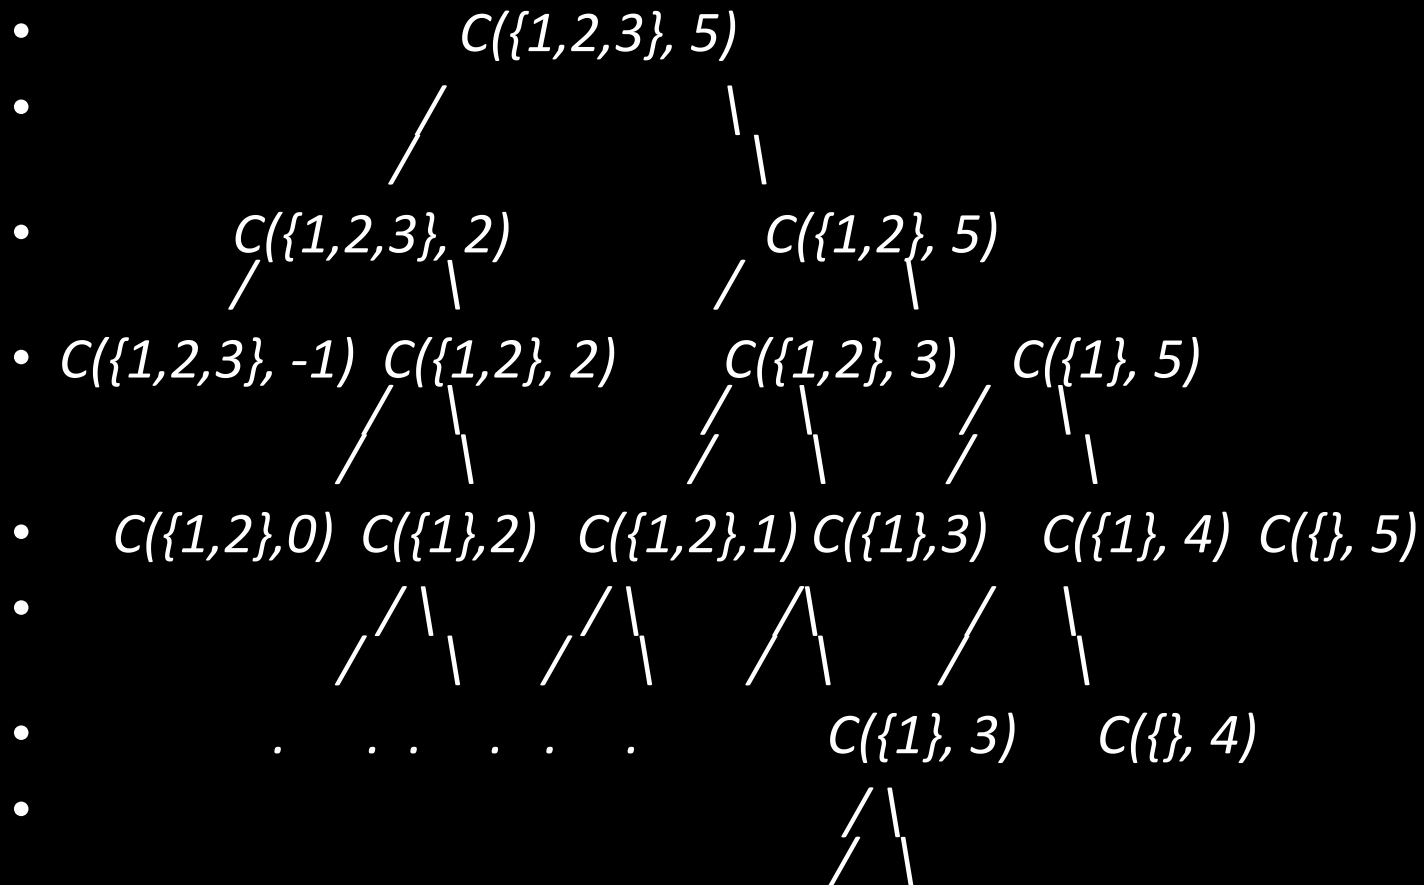 • C({1,2,3}, 5)
• / \
/ \
• C({1,2,3}, 2) C({1,2}, 5)
/ \ / \
• C({1,2,3}, -1) C({1,2}, 2) C({1,2}, 3) C({1}, 5)
/ \ / \ / \
/ \ / \ / \
• C({1,2},0) C({1},2) C({1,2},1) C({1},3) C({1}, 4) C({}, 5)
• / \ / \ / \ / \
/ \ / \ / \ / \
• . . . . . . C({1}, 3) C({}, 4)
• / \
/ \